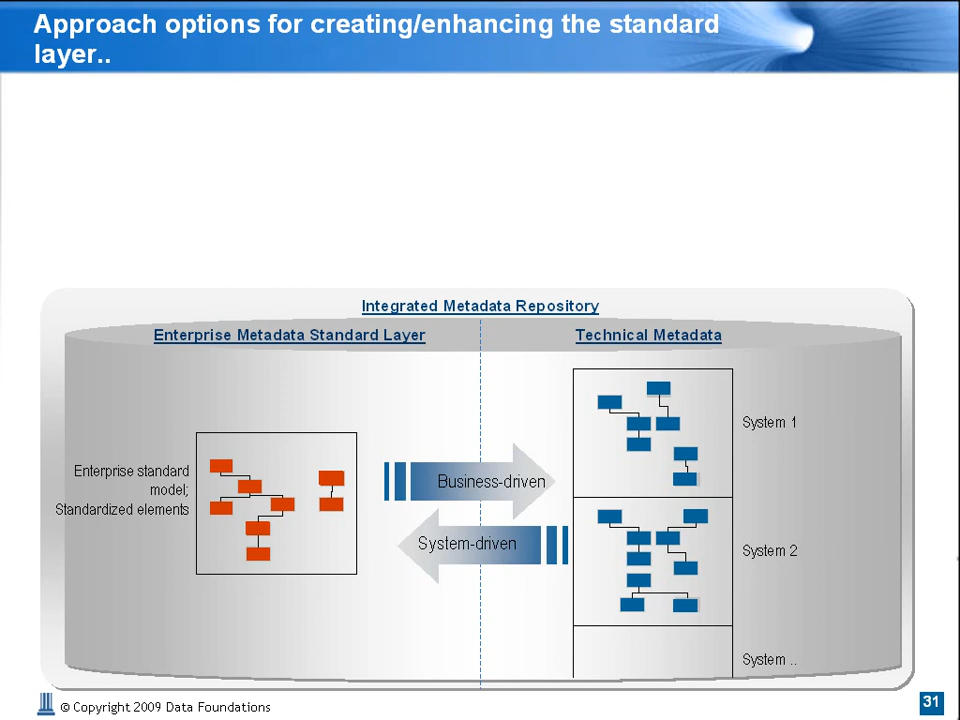 Approach options for creating/enhancing the standard
layer..
Integrated Metadata Repository
Enterprise Metadata Standard Layer
Technical Metadata
System 1
Enterprise standard
model;
Standardized elements
Business-driven
System-driven
System 2
System ..
© Copyright 2009 Data Foundations
31